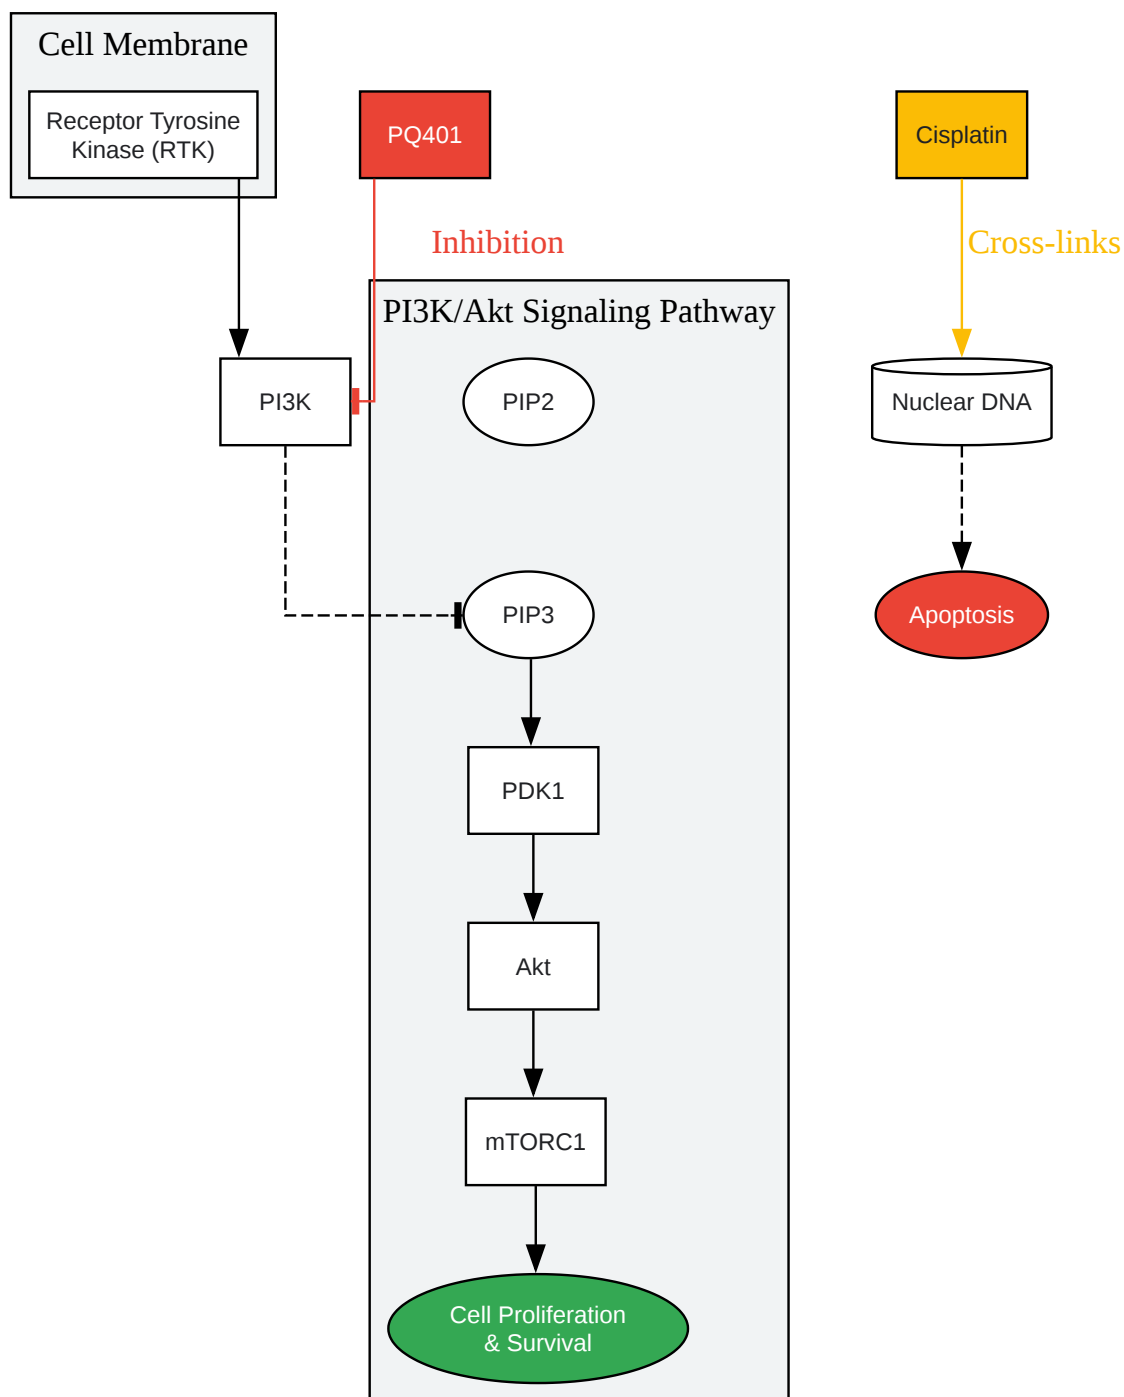 Cell Membrane
Receptor Tyrosine
Kinase (RTK)
PQ401
Cisplatin
Inhibition
Cross-links
PI3K/Akt Signaling Pathway
PI3K
PIP2
Nuclear DNA
PIP3
Apoptosis
PDK1
Akt
mTORC1
Cell Proliferation
& Survival